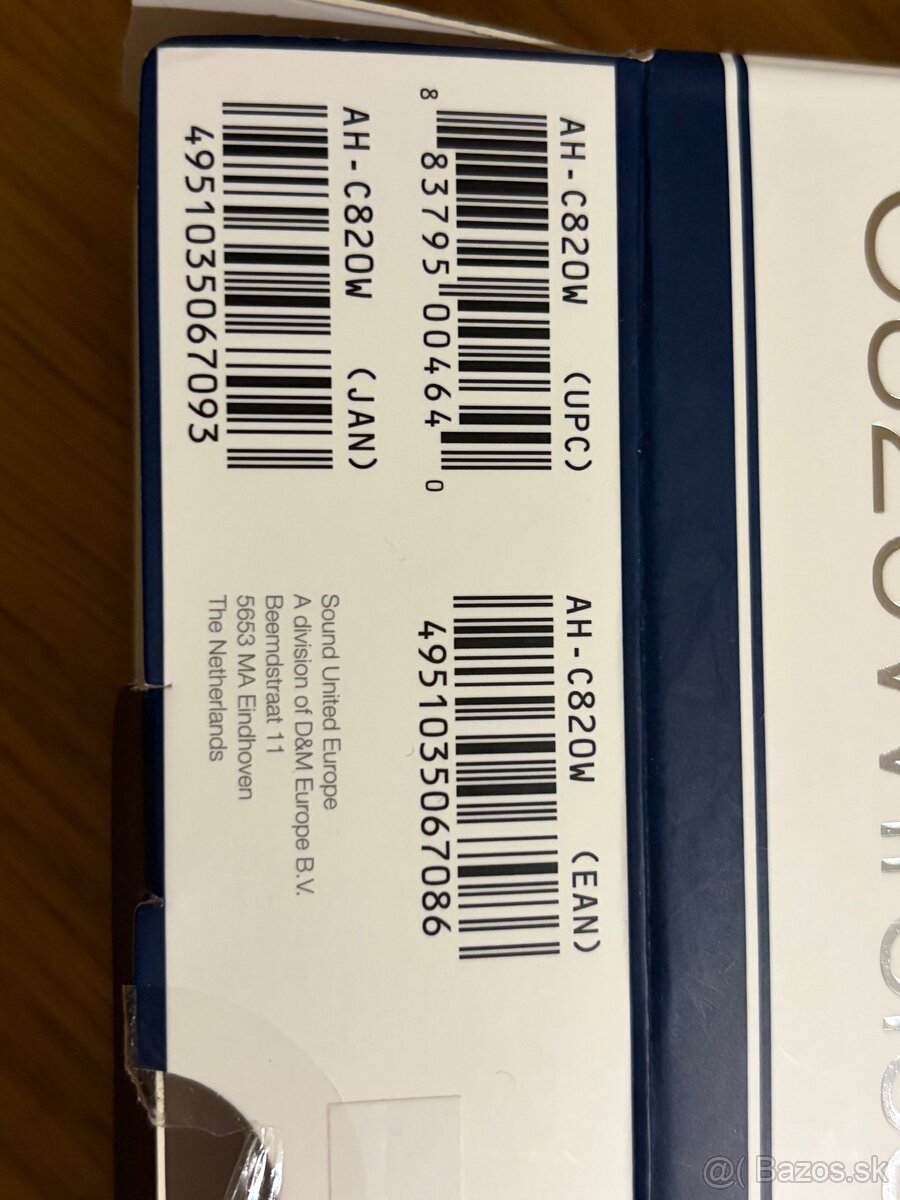 AH-C820W (UPC)
8 83795 00464 0
AH-C820W (EAN)
4951035067086
AH-C820W (JAN)
4951035067093
Sound United Europe
A division of D&M Europe B.V.
Beemdstraat 11
5653 MA Eindhoven
The Netherlands
@( Bazos.sk